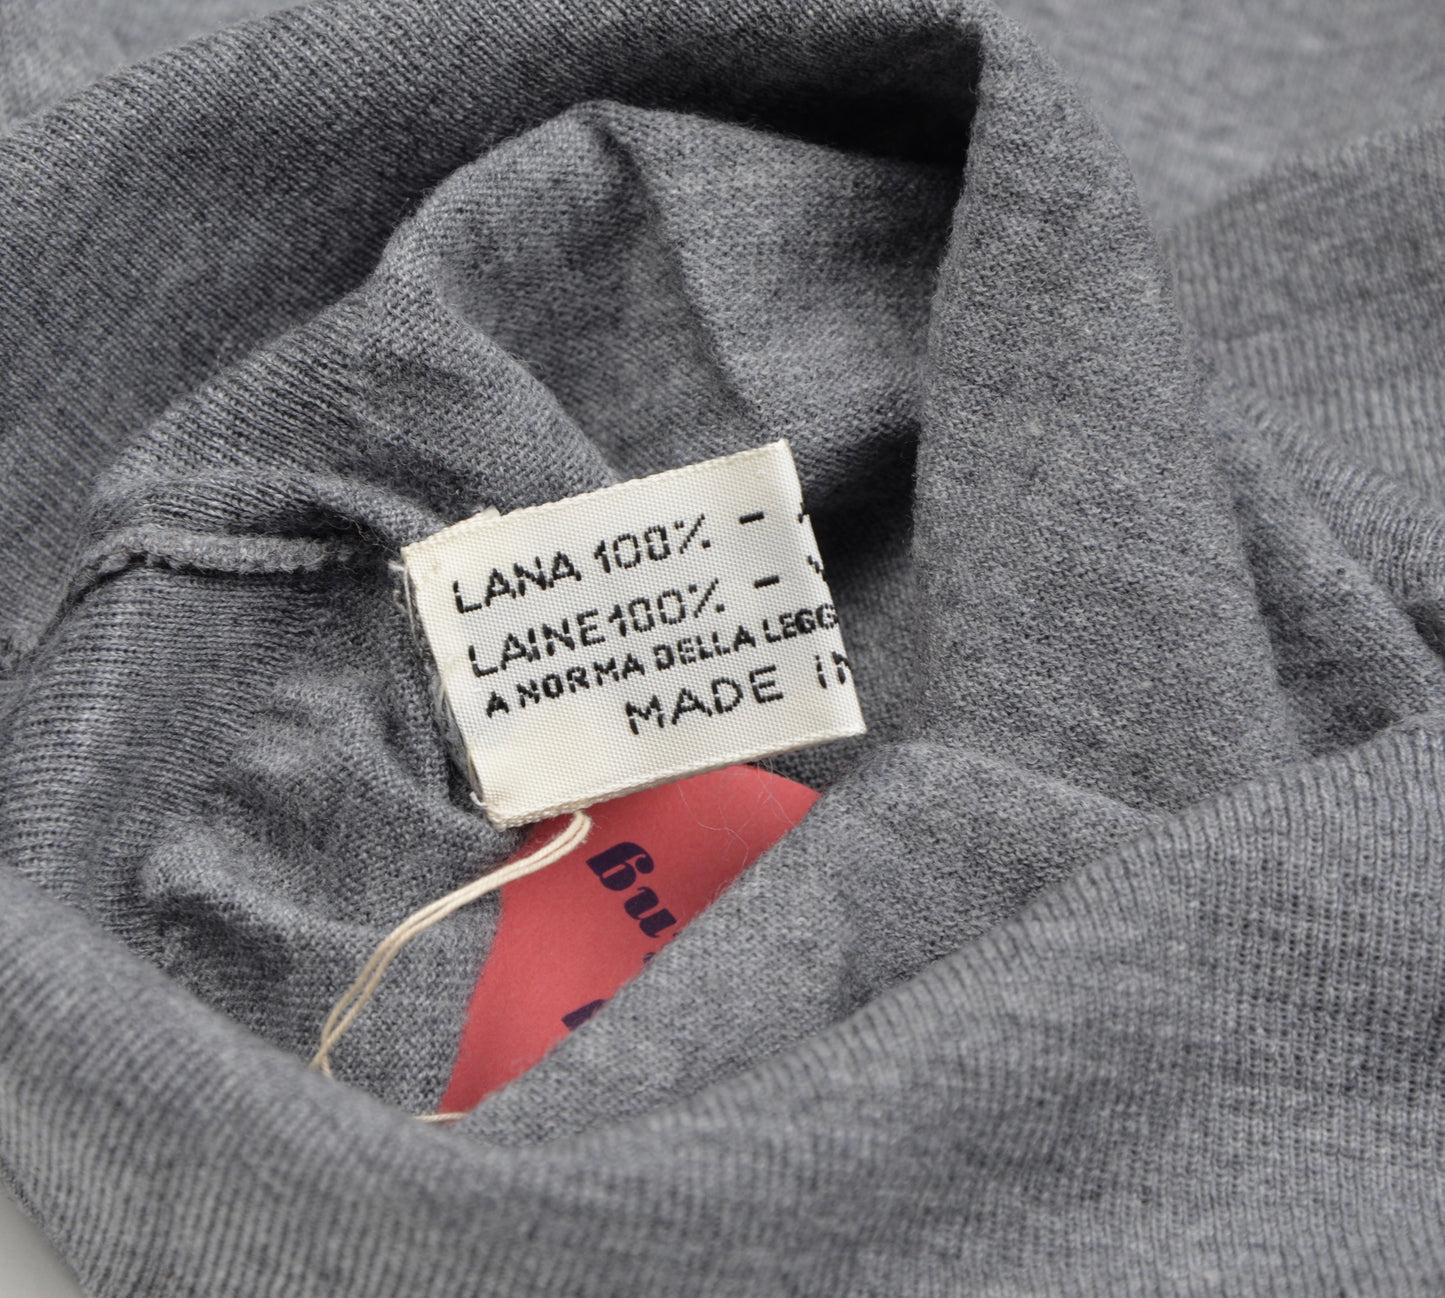 LANA 100% -
LAINE 100% -
A NORMA DELLA LEGG
MADE IN